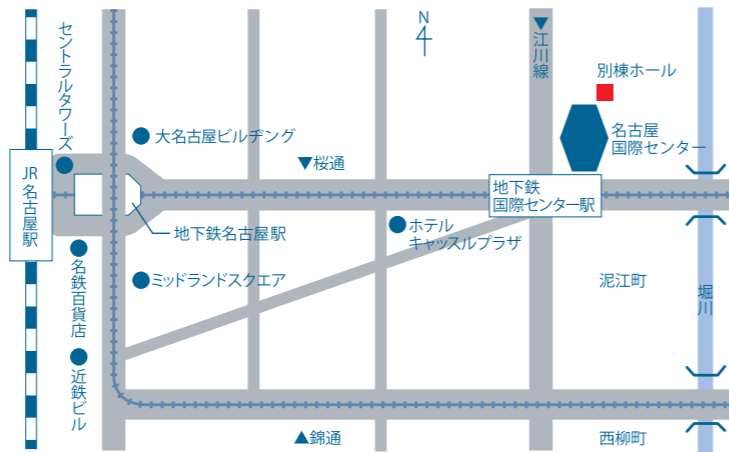 セントラルタワーズ
N
▼江川線
別棟ホール
大名古屋ビルヂング
名古屋
国際センター
▼桜通
JR名古屋駅
地下鉄
国際センター駅
地下鉄名古屋駅
ホテル
キャッスルプラザ
名鉄百貨店
ミッドランドスクエア
泥江町
堀川
近鉄ビル
▲錦通
西柳町